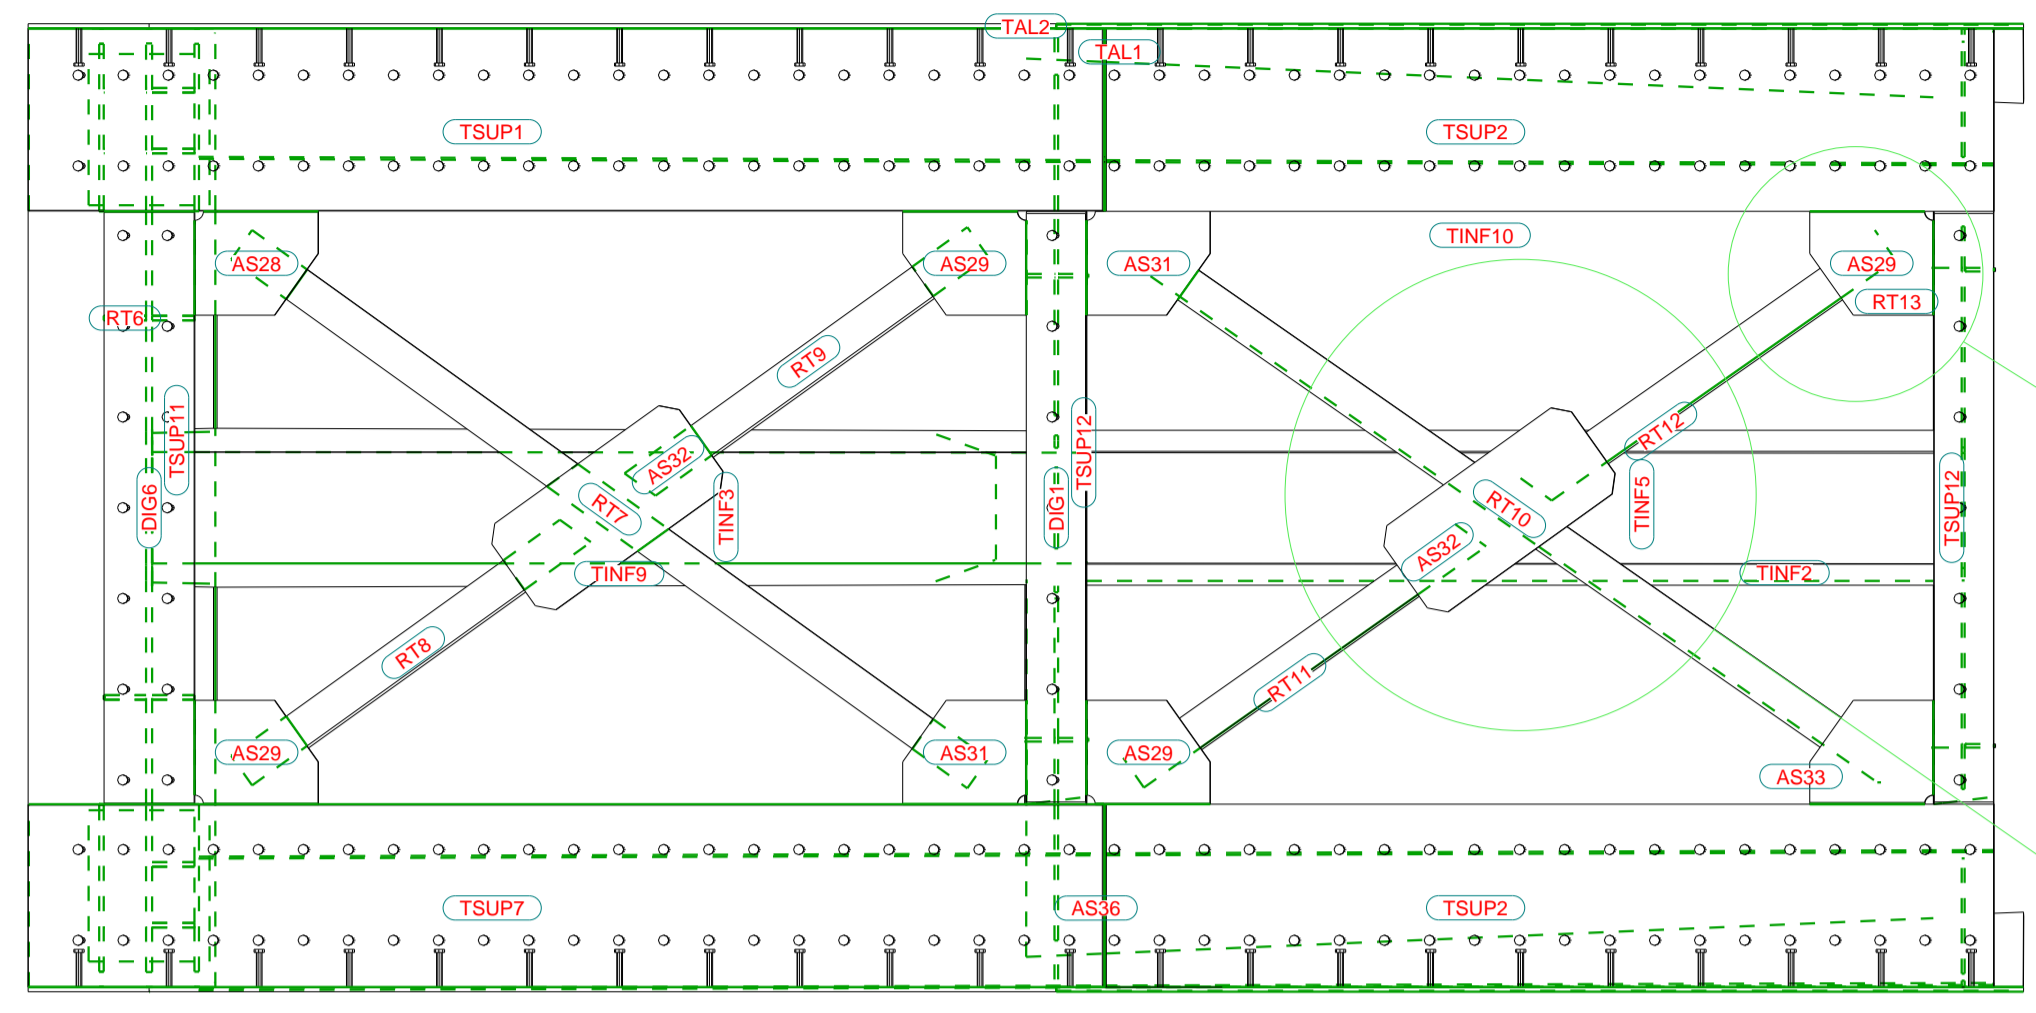 TAL2
TAL1
TSUP1
TSUP2
TINF10
AS28
AS29
AS31
AS29
RT13
RT6
RT9
TSUP11
TSUP12
RT12
AS32
DIG6
RT7
TINF3
DIG1
RT10
TINF5
TSUP12
AS32
TINF9
TINF2
RT8
RT11
AS29
AS31
AS29
AS33
TSUP7
AS36
TSUP2